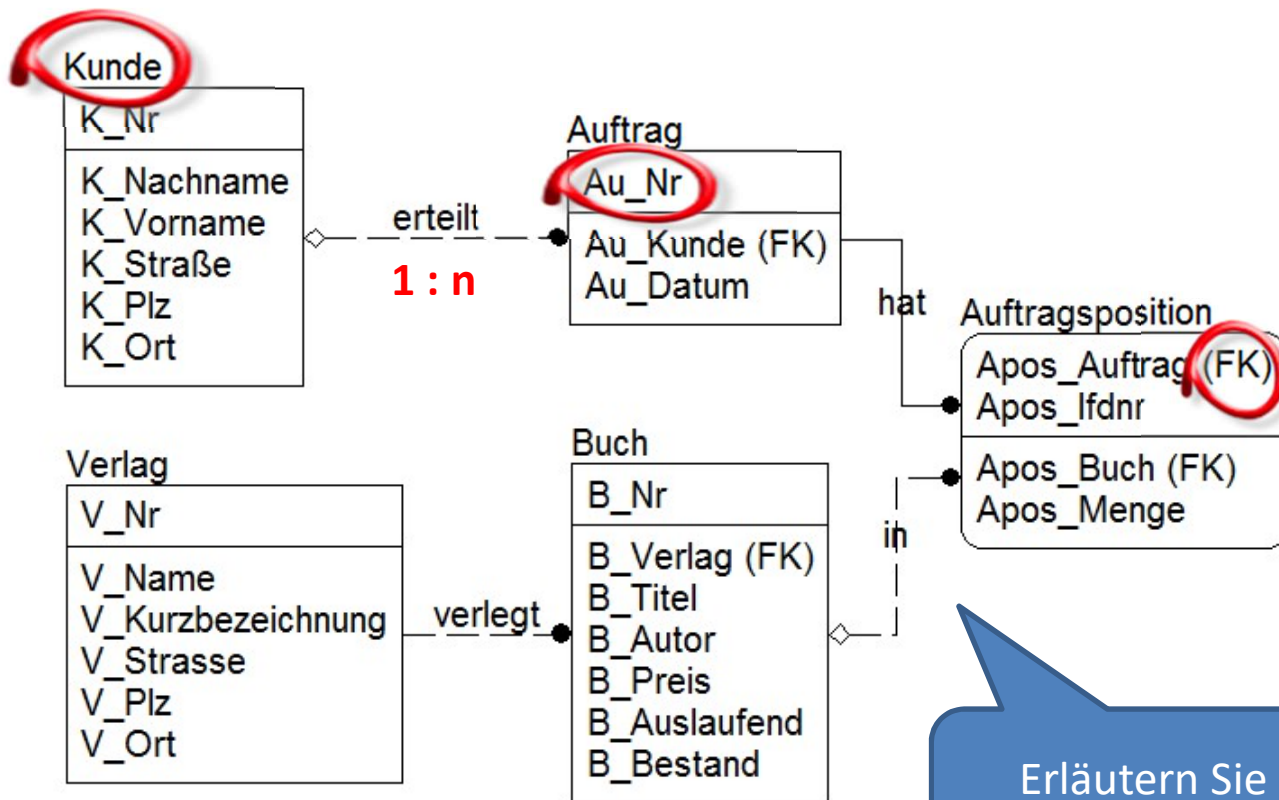 Kunde
K_Nr
K_Nachname
K_Vorname
K_Straße
K_Plz
K_Ort
erteilt
1 : n
Auftrag
Au_Nr
Au_Kunde (FK)
Au_Datum
hat
Auftragsposition
Apos_Auftrag (FK)
Apos_lfdnr
Apos_Buch (FK)
Apos_Menge
Verlag
V_Nr
V_Name
V_Kurzbezeichnung
V_Strasse
V_Plz
V_Ort
verlegt
Buch
B_Nr
B_Verlag (FK)
B_Titel
B_Autor
B_Preis
B_Auslaufend
B_Bestand
in
Erläutern Sie